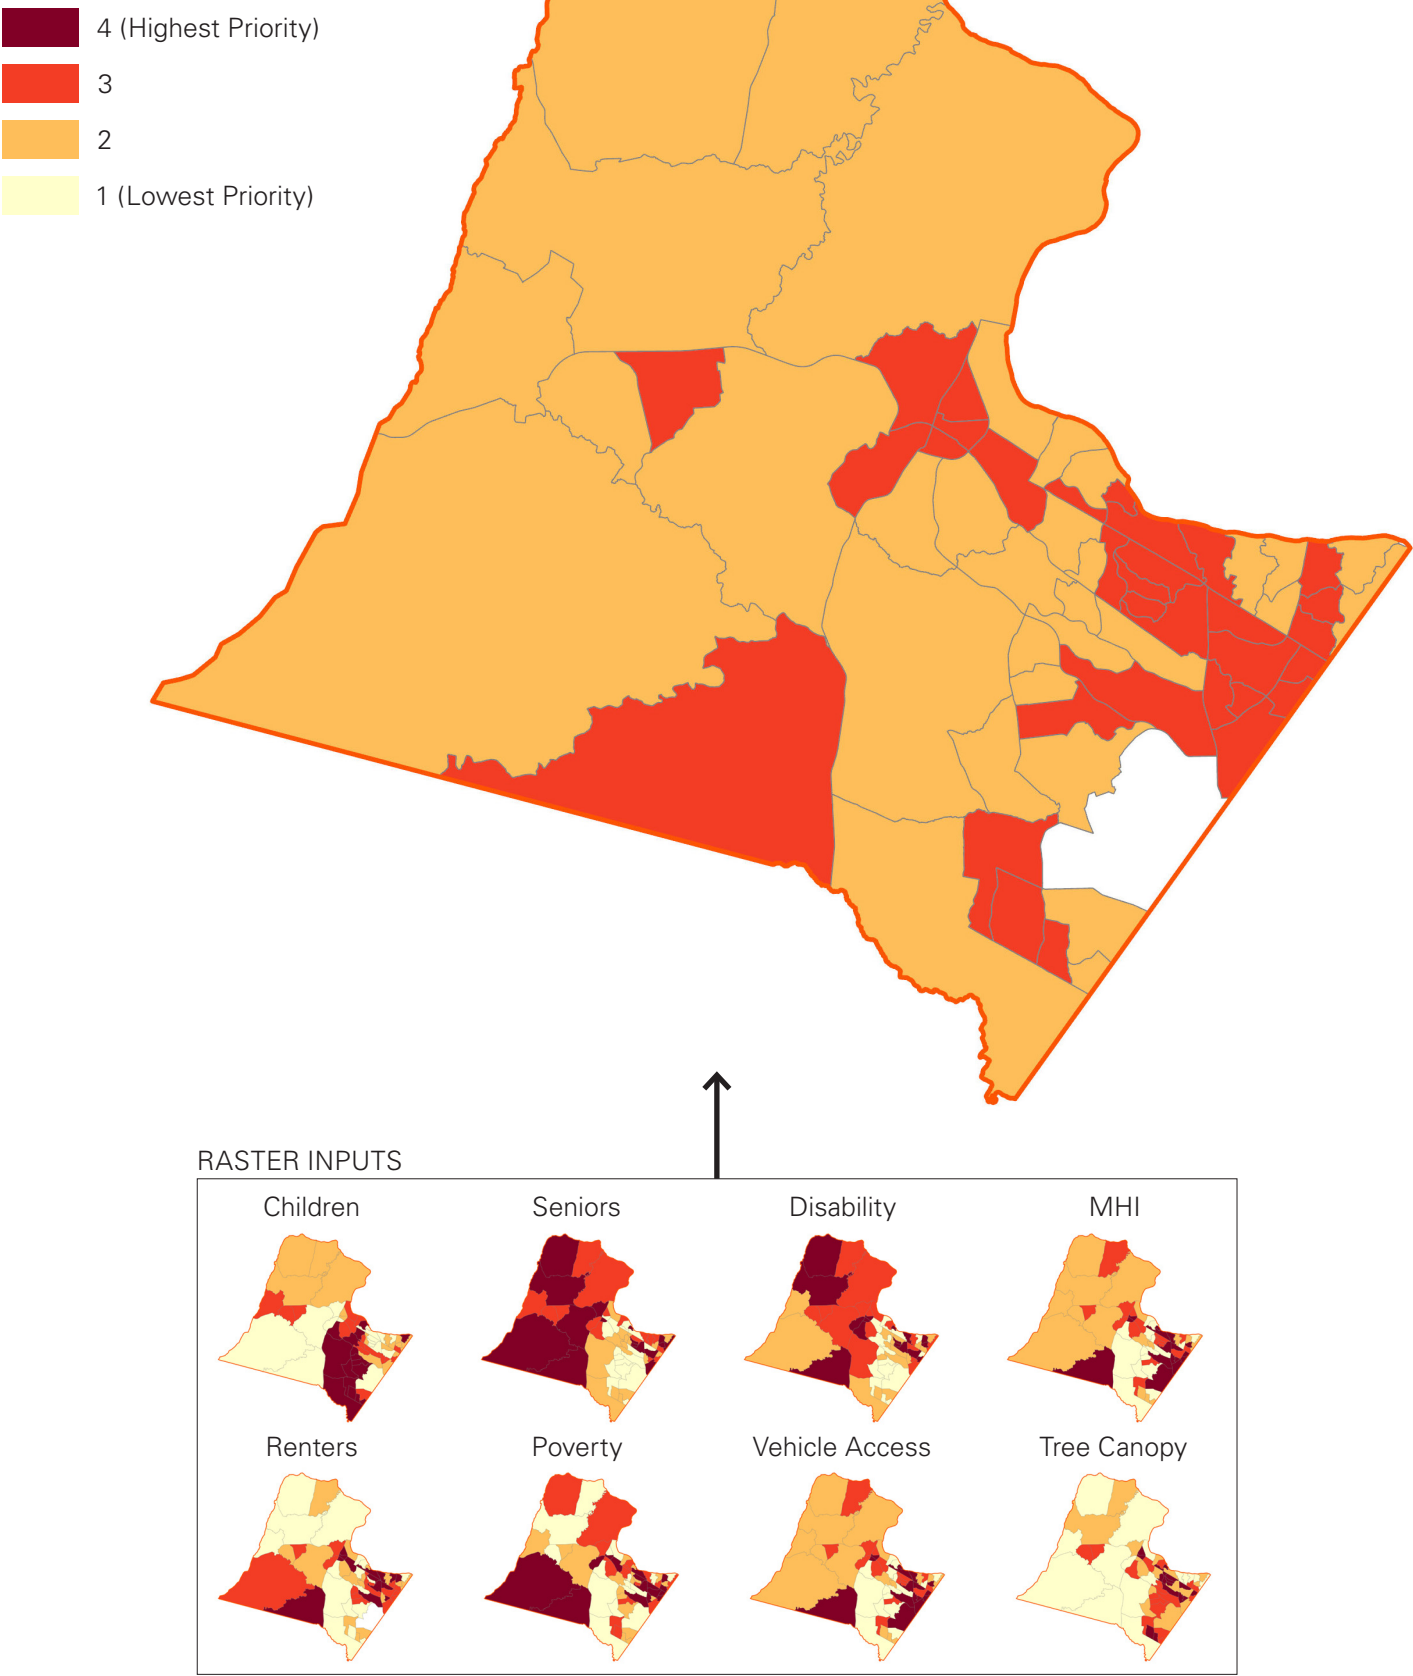 4 (Highest Priority)
3
2
1 (Lowest Priority)
RASTER INPUTS
Children
Seniors
Disability
MHI
Renters
Poverty
Vehicle Access
Tree Canopy